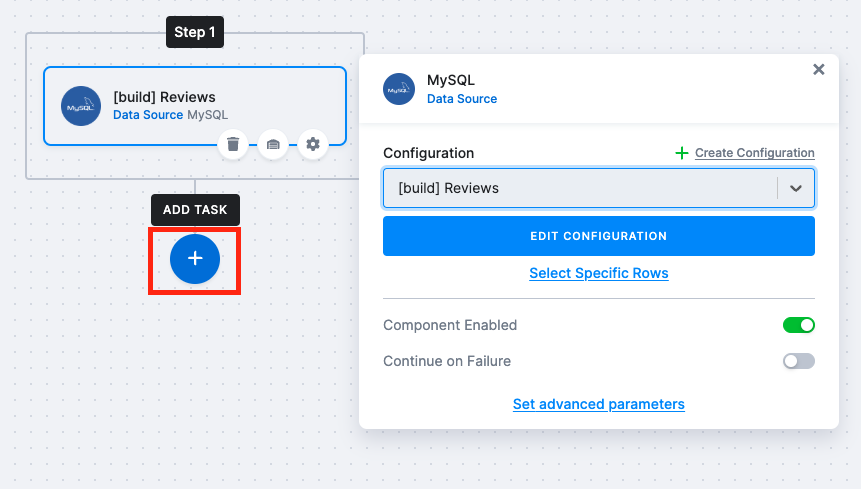 Step 1
MySQL
[build] Reviews
Data Source MySQL
ADD TASK
MySQL
MySQL
Data Source
Configuration
Create Configuration
[build] Reviews
EDIT CONFIGURATION
Select Specific Rows
Component Enabled
Continue on Failure
Set advanced parameters